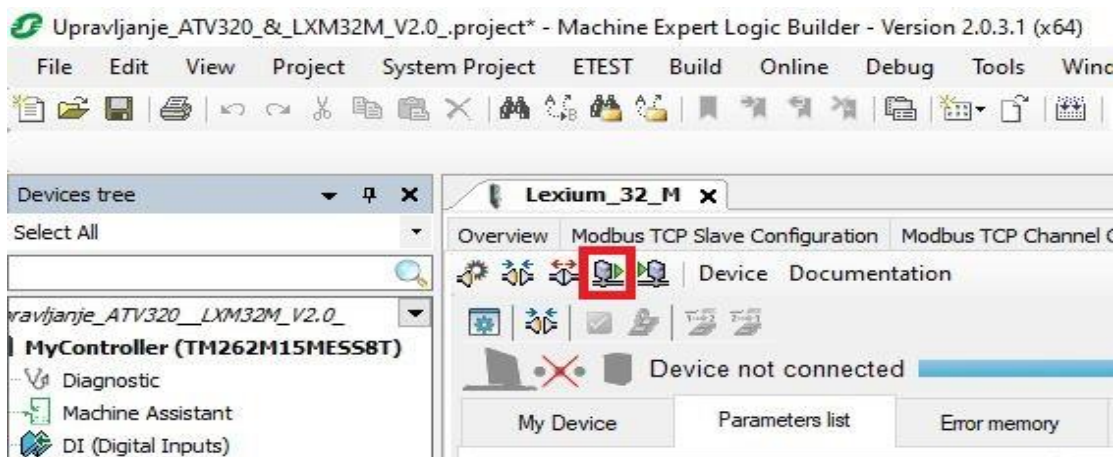 Upravljanje_ATV320_&_LXM32M_V2.0_.project* - Machine Expert Logic Builder - Version 2.0.3.1 (x64)
File Edit View Project System Project ETEST Build Online Debug Tools Wind
Devices tree
Lexium_32_M
Select All
Overview Modbus TCP Slave Configuration Modbus TCP Channel C
Device Documentation
ravljanje_ATV320__LXM32M_V2.0_
MyController (TM262M15MESS8T)
Diagnostic
Device not connected
Machine Assistant
My Device Parameters list Error memory
DI (Digital Inputs)